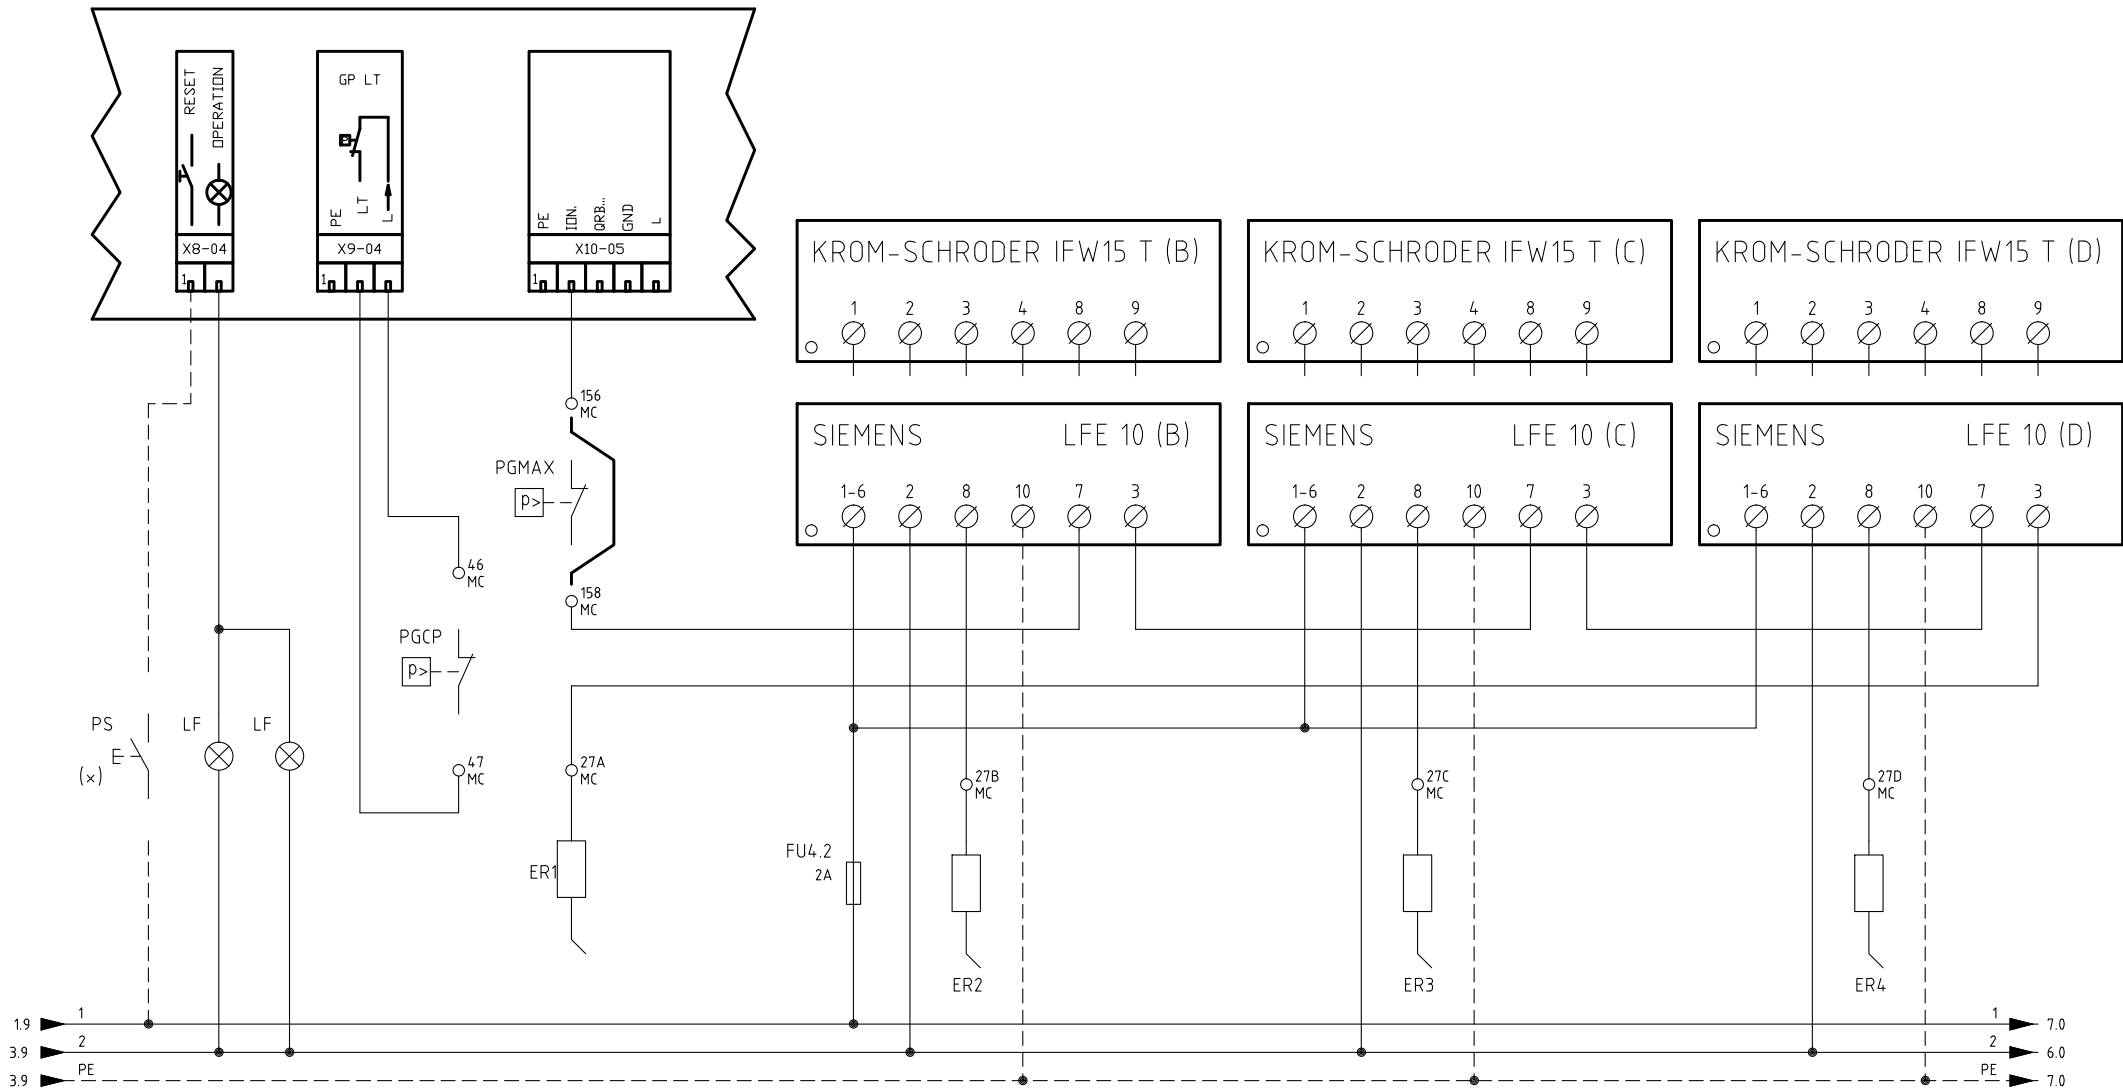 RESET
OPERATION
X8-04
1
GP LT
P
PE
LT
L
X9-04
1
PE
ION.
QRB...
GND
L
X10-05
1
KROM-SCHRODER IFW15 T (B)
1 2 3 4 8 9
KROM-SCHRODER IFW15 T (C)
1 2 3 4 8 9
KROM-SCHRODER IFW15 T (D)
1 2 3 4 8 9
SIEMENS LFE 10 (B)
1-6 2 8 10 7 3
SIEMENS LFE 10 (C)
1-6 2 8 10 7 3
SIEMENS LFE 10 (D)
1-6 2 8 10 7 3
156
MC
PGMAX
p>
46
MC
158
MC
PGCP
p>
PS
(x)
LF
LF
47
MC
27A
MC
27B
MC
27C
MC
27D
MC
ER1
FU4.2
2A
ER2
ER3
ER4
1.9 1 1 7.0
3.9 2 2 6.0
3.9 PE PE 7.0